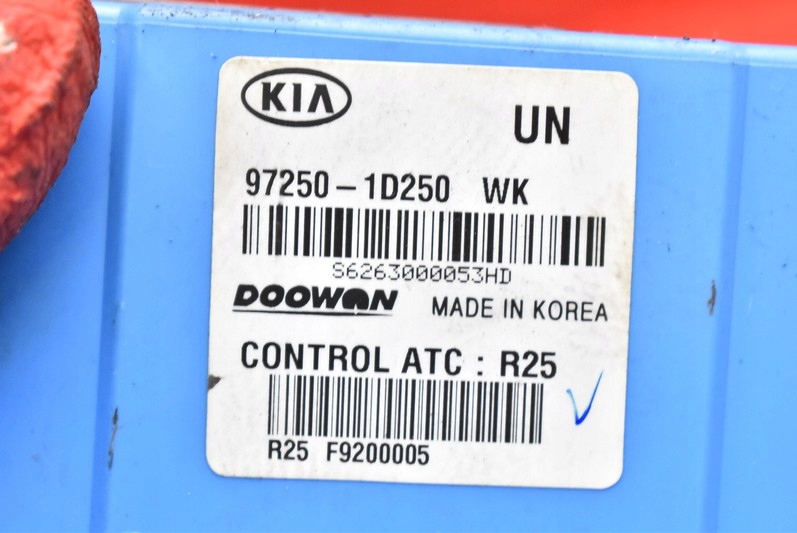 KIA
UN
97250-1D250 WK
S6263000053HD
DOOWON MADE IN KOREA
CONTROL ATC : R25
R25 F9200005